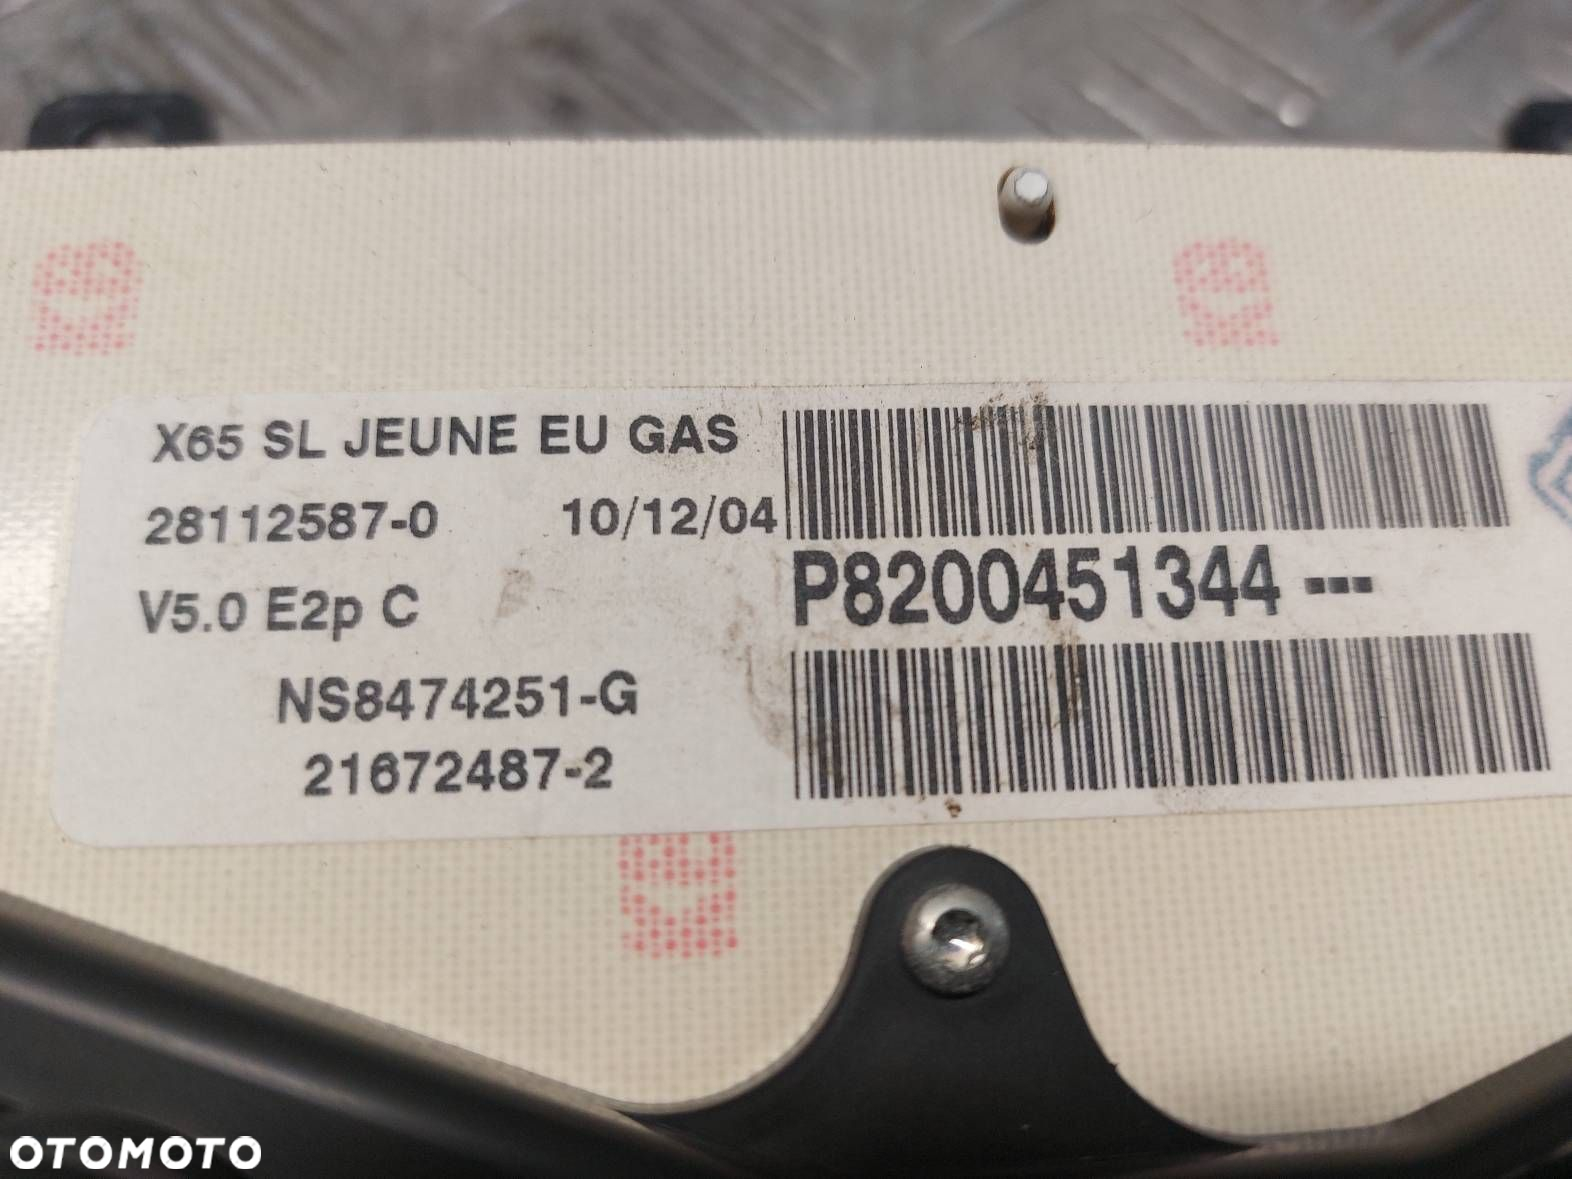 X65 SL JEUNE EU GAS
28112587-0 10/12/04
V5.0 E2p C
P8200451344---
NS8474251-G
21672487-2
OTOMOTO